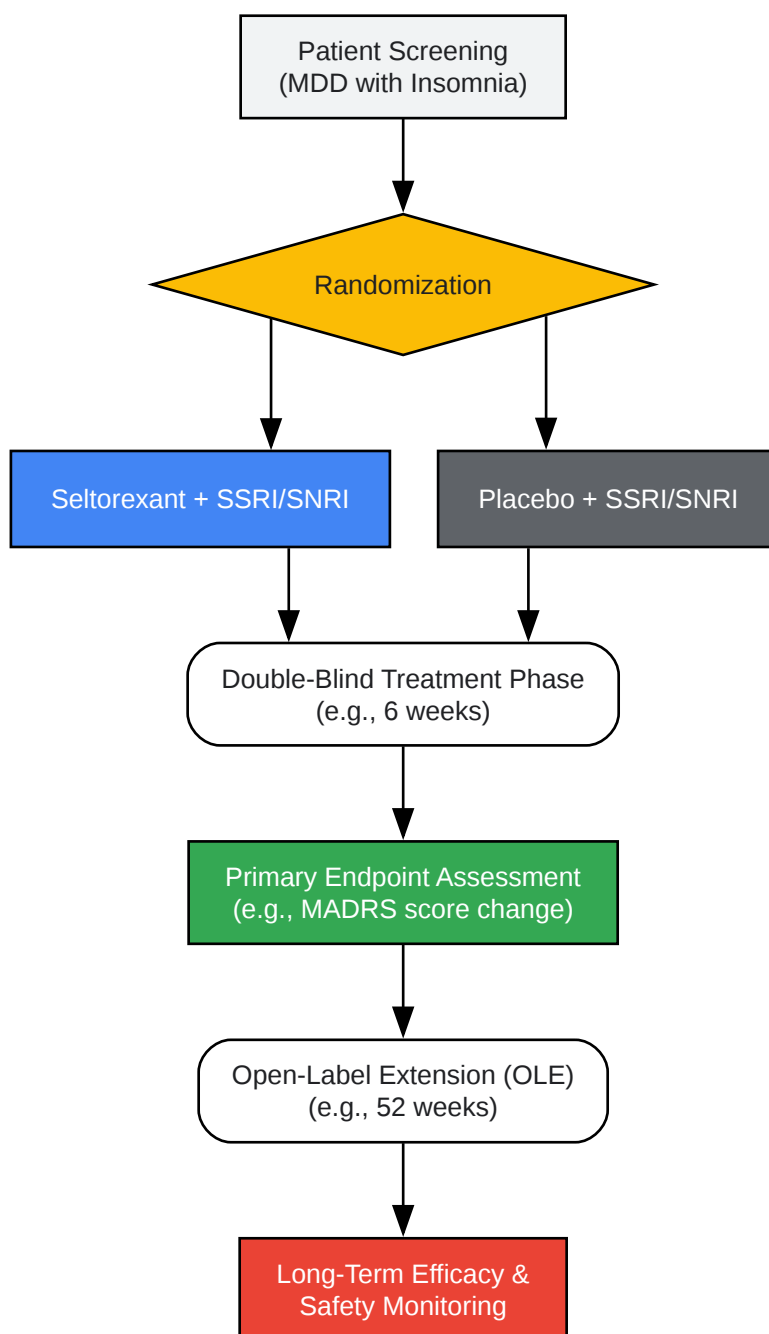 Patient Screening
(MDD with Insomnia)
Randomization
Seltorexant + SSRI/SNRI
Placebo + SSRI/SNRI
Double-Blind Treatment Phase
(e.g., 6 weeks)
Primary Endpoint Assessment
(e.g., MADRS score change)
Open-Label Extension (OLE)
(e.g., 52 weeks)
Long-Term Efficacy &
Safety Monitoring